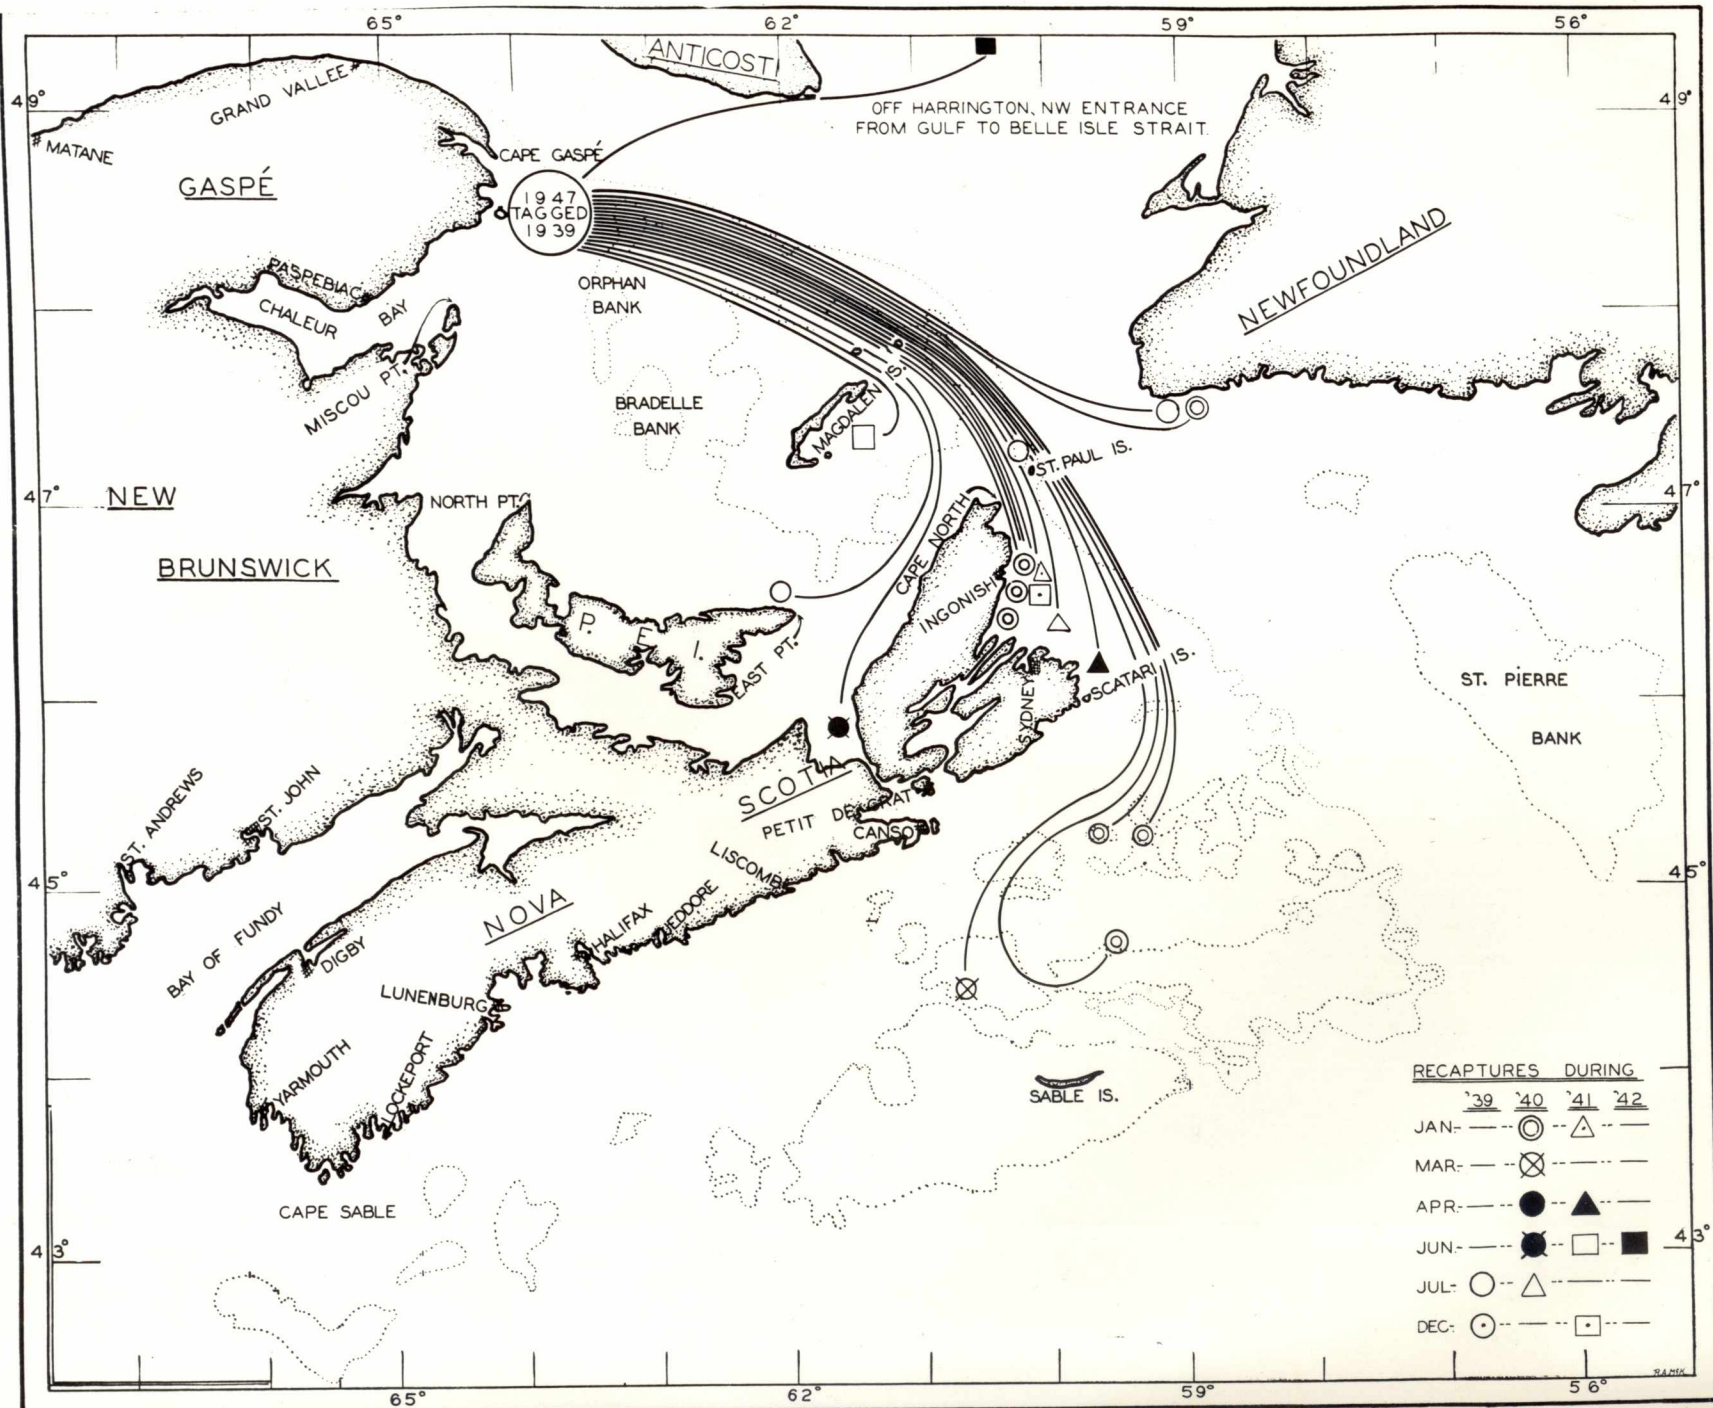 65°
62°
59°
56°
49°
49°
ANTICOSTI
GRAND VALLEE
MATANE
OFF HARRINGTON, NW ENTRANCE
FROM GULF TO BELLE ISLE STRAIT.
CAPE GASPÉ
GASPÉ
1947
TAGGED
1939
NEWFOUNDLAND
PASPEBIAC
CHALEUR
BAY
ORPHAN
BANK
MISCOU PT.
BRADELLE
BANK
MAGDALEN IS.
ST. PAUL IS.
47°
47°
NEW
BRUNSWICK
NORTH PT.
CAPE NORTH
INGONISH
P. E. I.
EAST PT.
SYDNEY
SCATARI IS.
ST. PIERRE
BANK
ST. ANDREWS
ST. JOHN
SCOTIA
PETIT DE GRAT
CANSO
LISCOMB
JEDDORE
HALIFAX
NOVA
45°
45°
BAY OF FUNDY
DIGBY
LUNENBURG
YARMOUTH
LOCKEPORT
SABLE IS.
CAPE SABLE
RECAPTURES DURING
'39 '40 '41 '42
JAN-
MAR-
APR-
JUN-
JUL-
DEC-
43°
43°
65°
62°
59°
56°